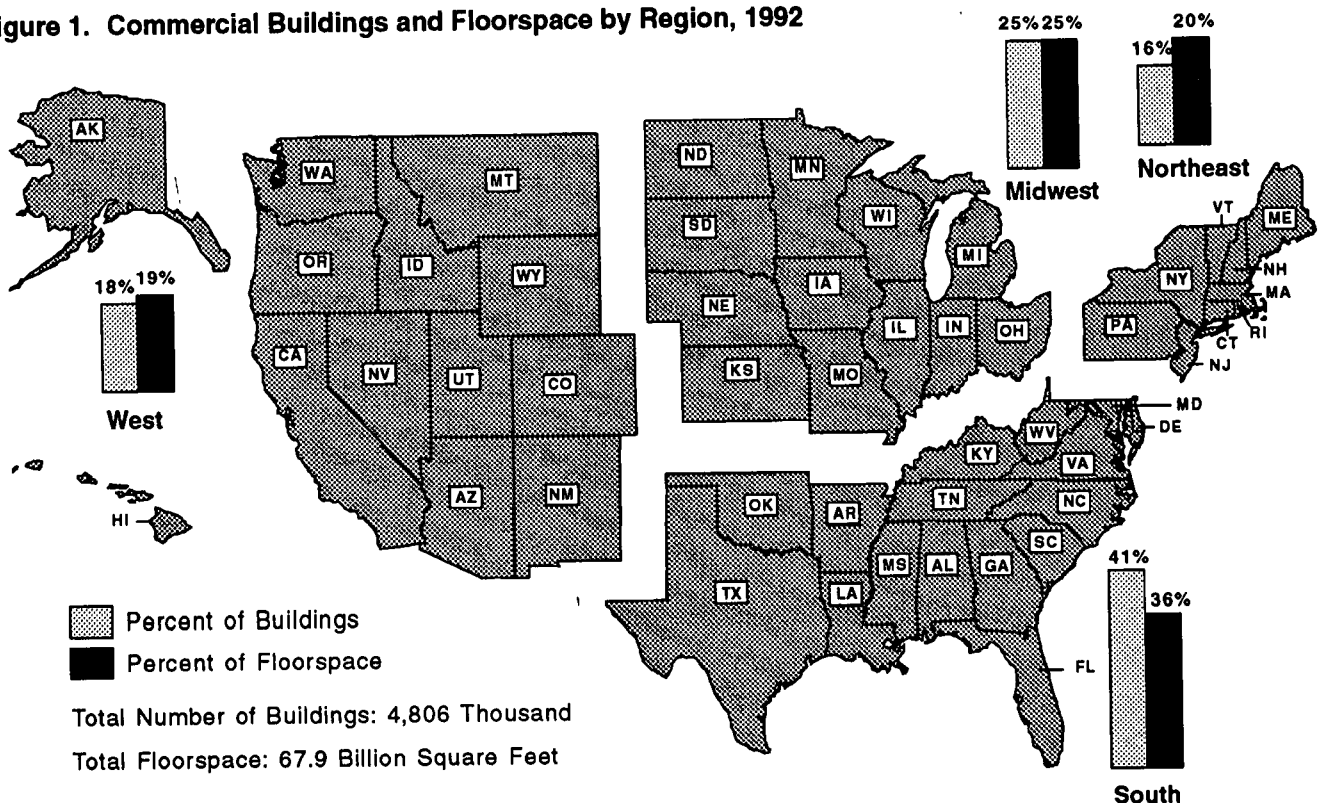 igure 1. Commercial Buildings and Floorspace by Region, 1992
25% 25%
Midwest
16% 20%
Northeast
AK
18% 19%
West
HI
WA
MT
OR
ID
WY
CA
NV
UT
CO
AZ
NM
ND
MN
SD
WI
MI
NE
IA
IL
IN
OH
KS
MO
VT
ME
NY
NH
MA
PA
CT
RI
NJ
MD
DE
WV
KY
VA
TN
NC
OK
AR
SC
MS
AL
GA
TX
LA
FL
41%
36%
South
Percent of Buildings
Percent of Floorspace
Total Number of Buildings: 4,806 Thousand
Total Floorspace: 67.9 Billion Square Feet